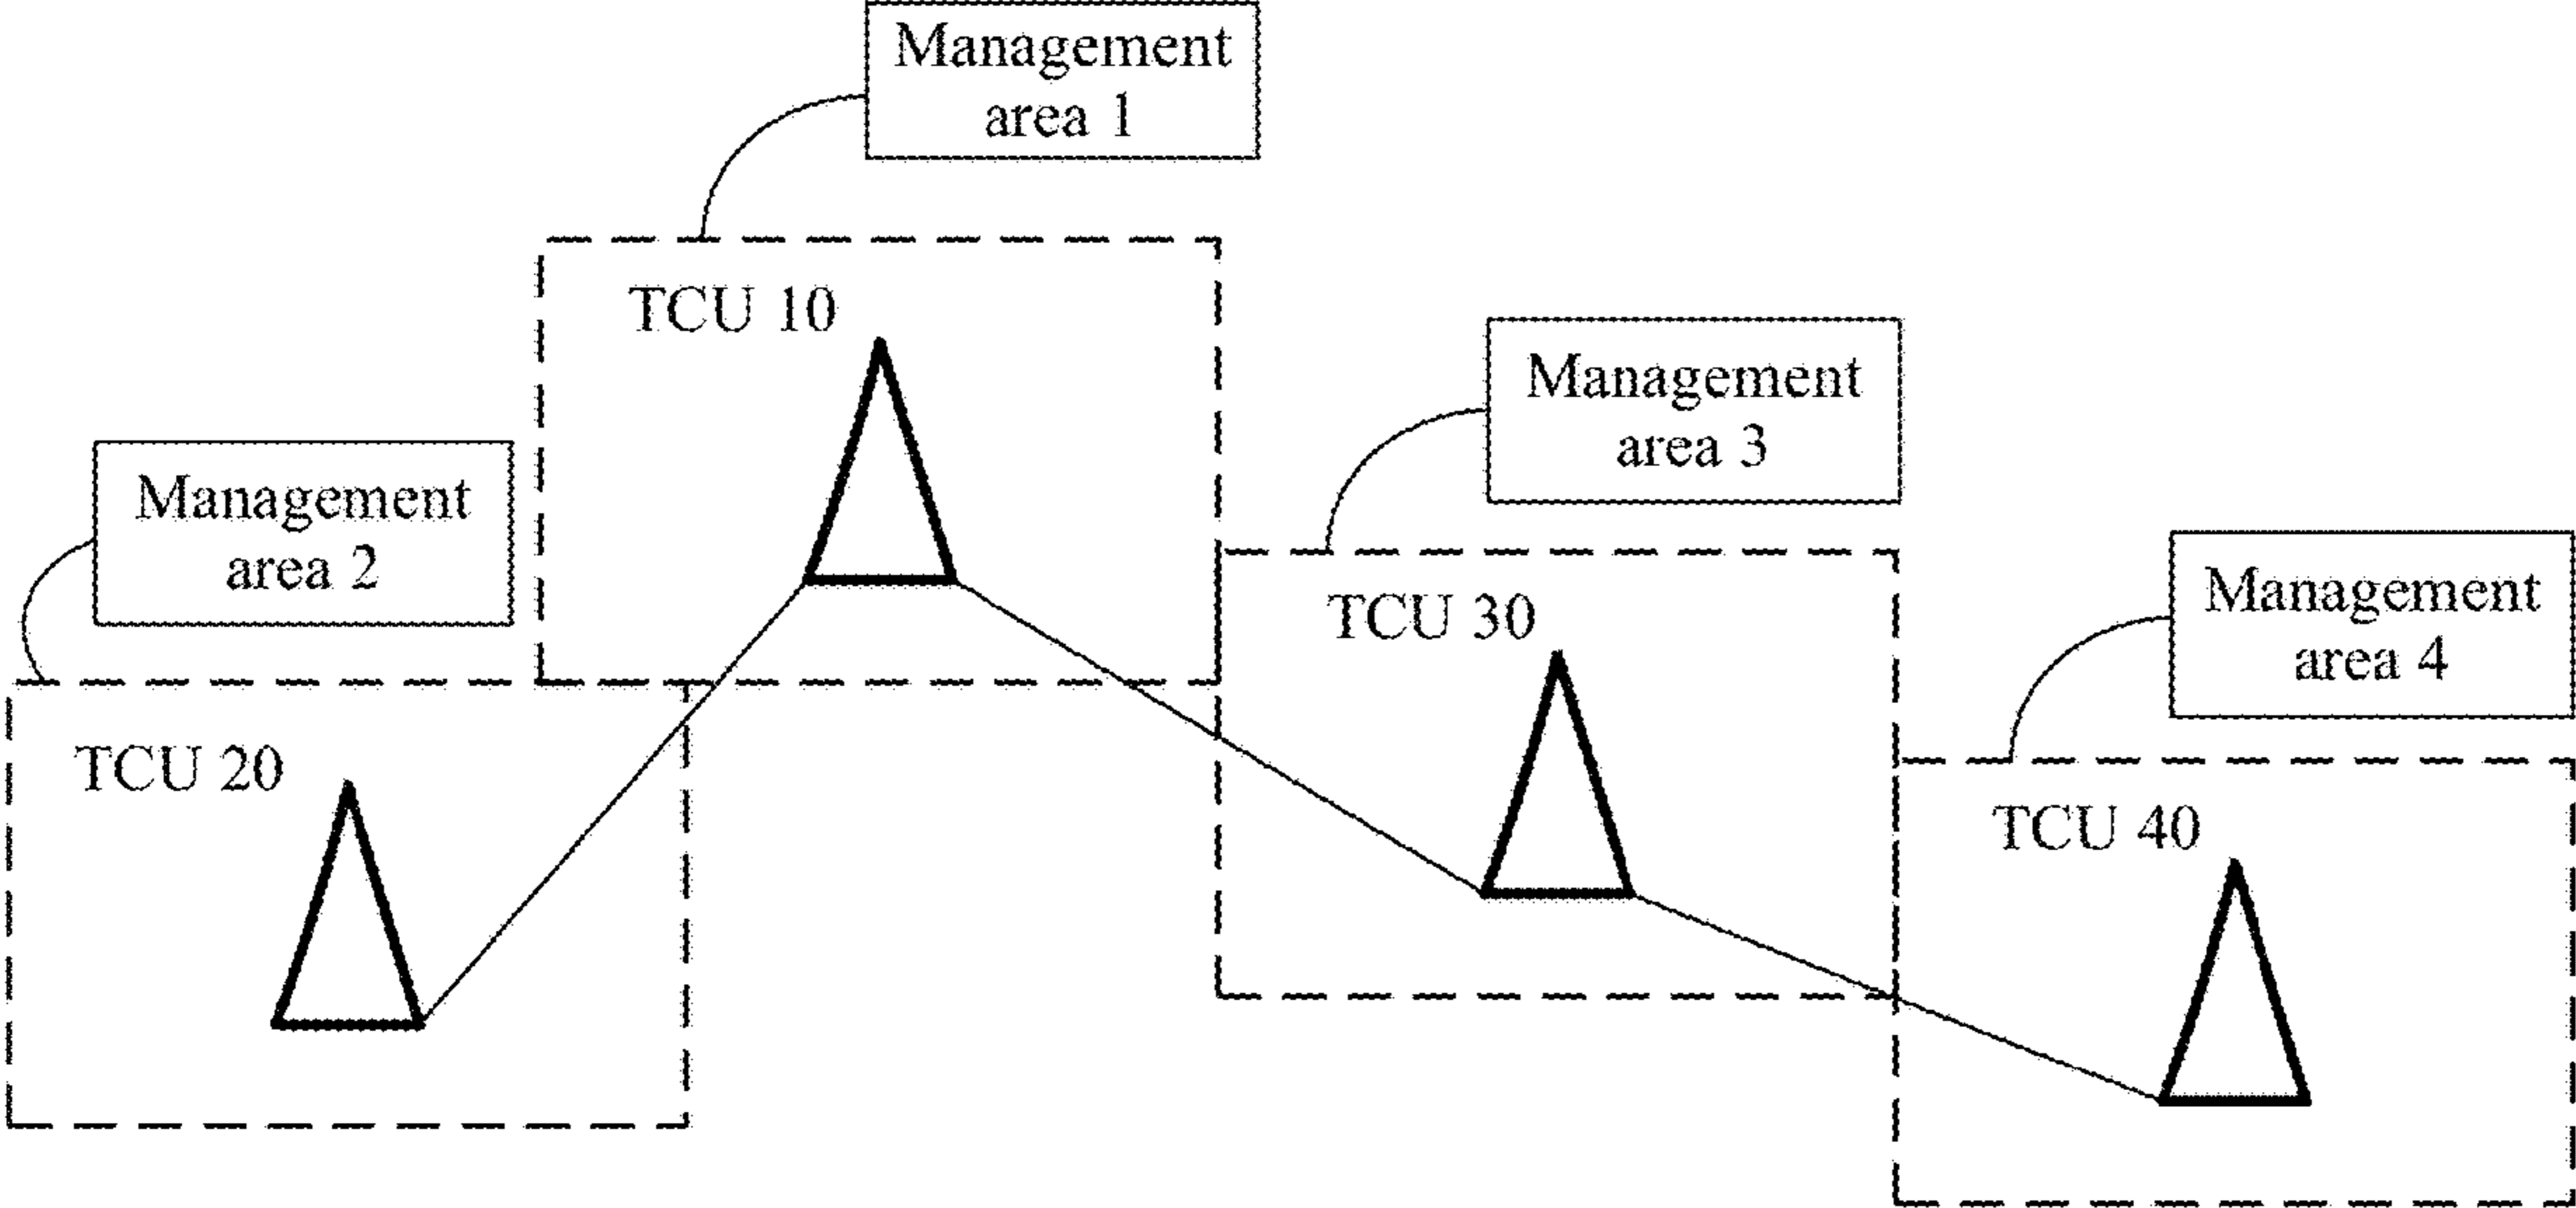 Management
area 1
TCU 10
Management
area 3
Management
area 2
TCU 30
Management
area 4
TCU 20
TCU 40